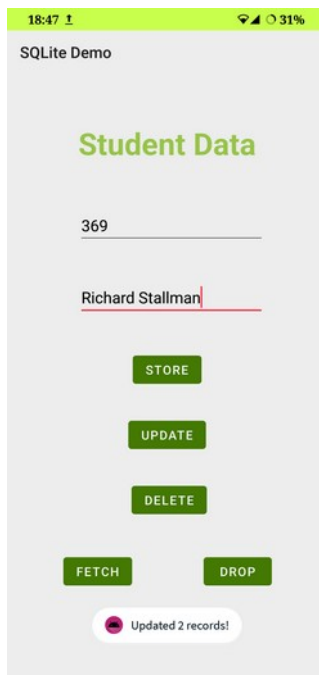 18:47 31%
SQLite Demo
Student Data
369
Richard Stallman
STORE
UPDATE
DELETE
FETCH DROP
Updated 2 records!